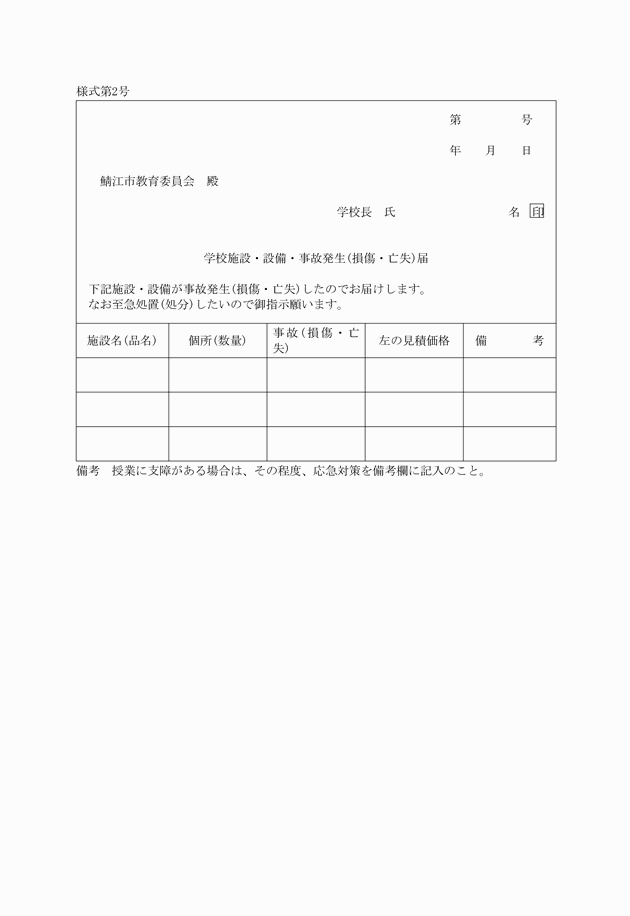 様式第2号
第　　　　　号
年　　月　　日
鯖江市教育委員会　殿
学校長　氏　　　　　　　　　名　印
学校施設・設備・事故発生(損傷・亡失)届
下記施設・設備が事故発生(損傷・亡失)したのでお届けします。
なお至急処置(処分)したいので御指示願います。
施設名(品名)　個所(数量)　事故(損傷・亡失)　左の見積価格　備　　　考
備考　授業に支障がある場合は、その程度、応急対策を備考欄に記入のこと。